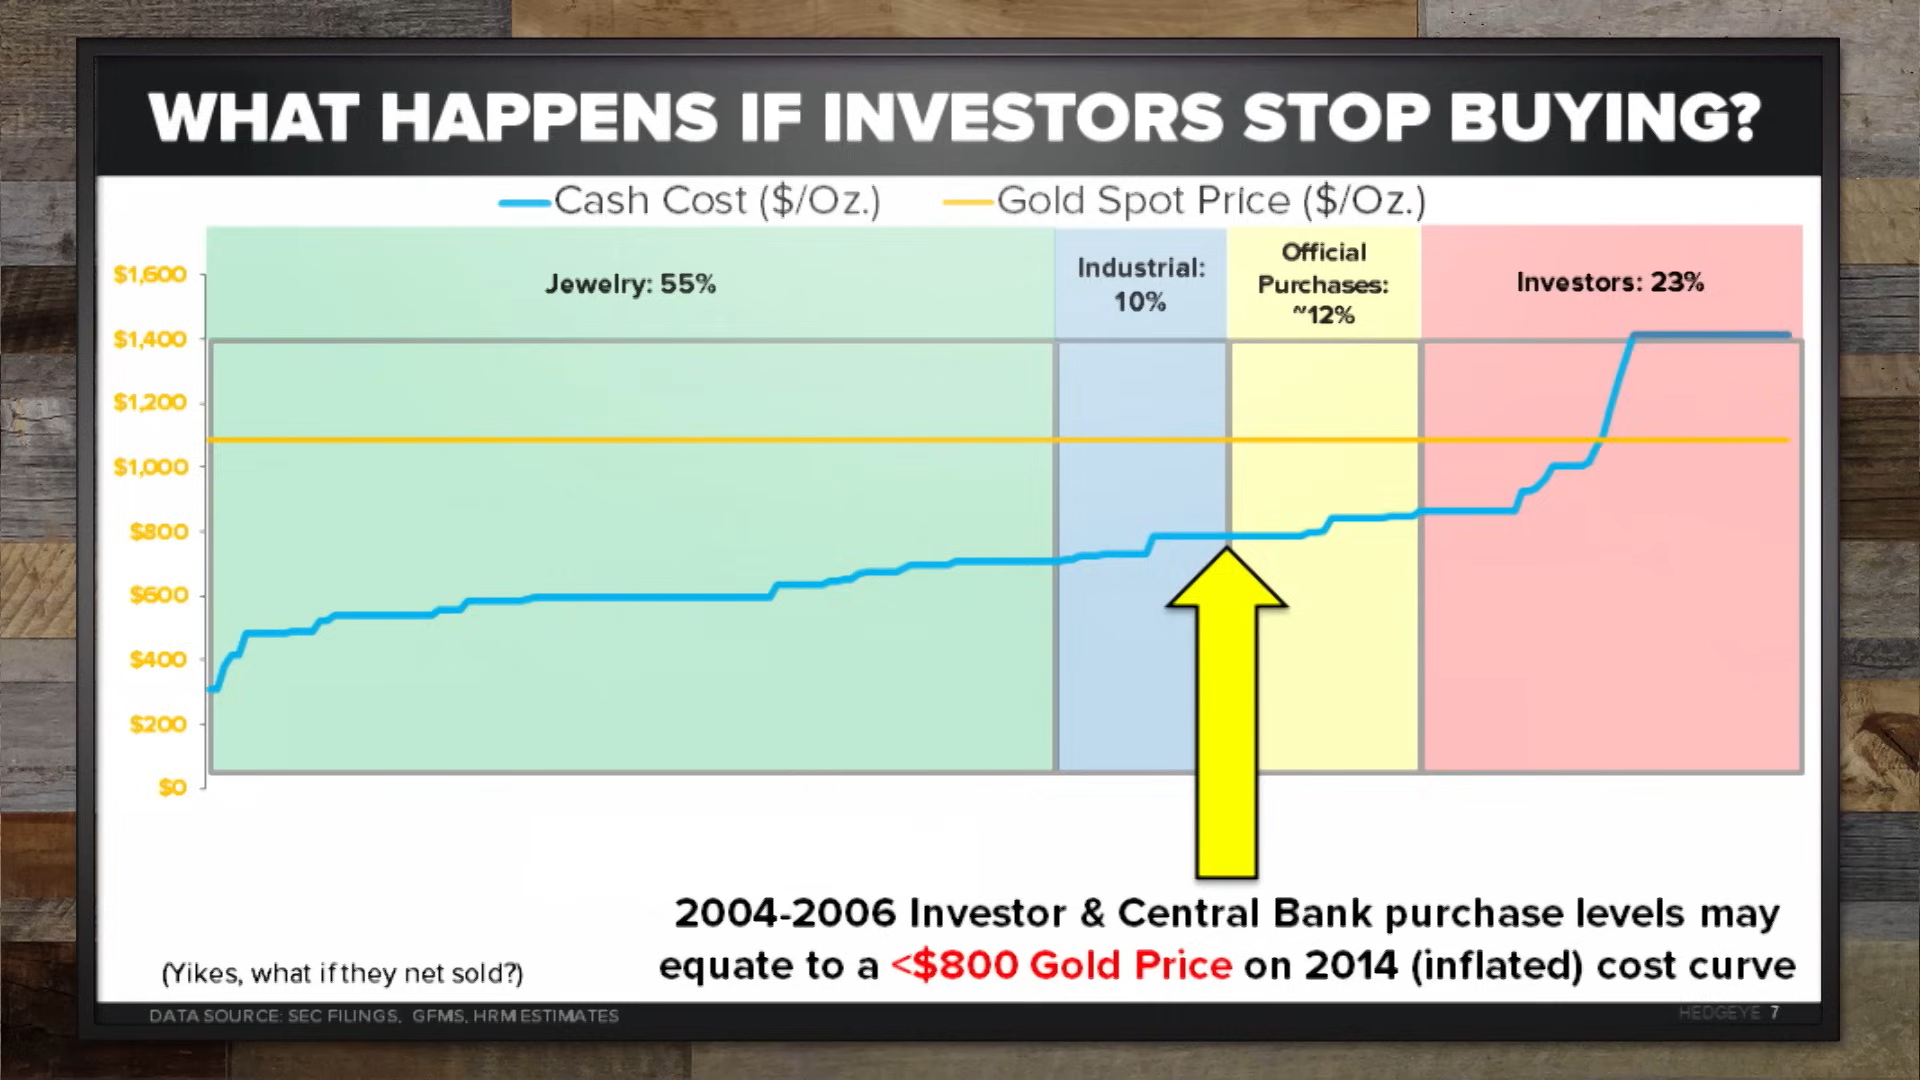 WHAT HAPPENS IF INVESTORS STOP BUYING?
Cash Cost ($/Oz.)
Gold Spot Price ($/Oz.)
$1,600
$1,400
$1,200
$1,000
$800
$600
$400
$200
$0
Jewelry: 55%
Industrial:
10%
Official
Purchases:
~12%
Investors: 23%
2004-2006 Investor & Central Bank purchase levels may
equate to a <$800 Gold Price on 2014 (inflated) cost curve
(Yikes, what if they net sold?)
DATA SOURCE: SEC FILINGS, GFMS, HRM ESTIMATES
HEDGEYE 7